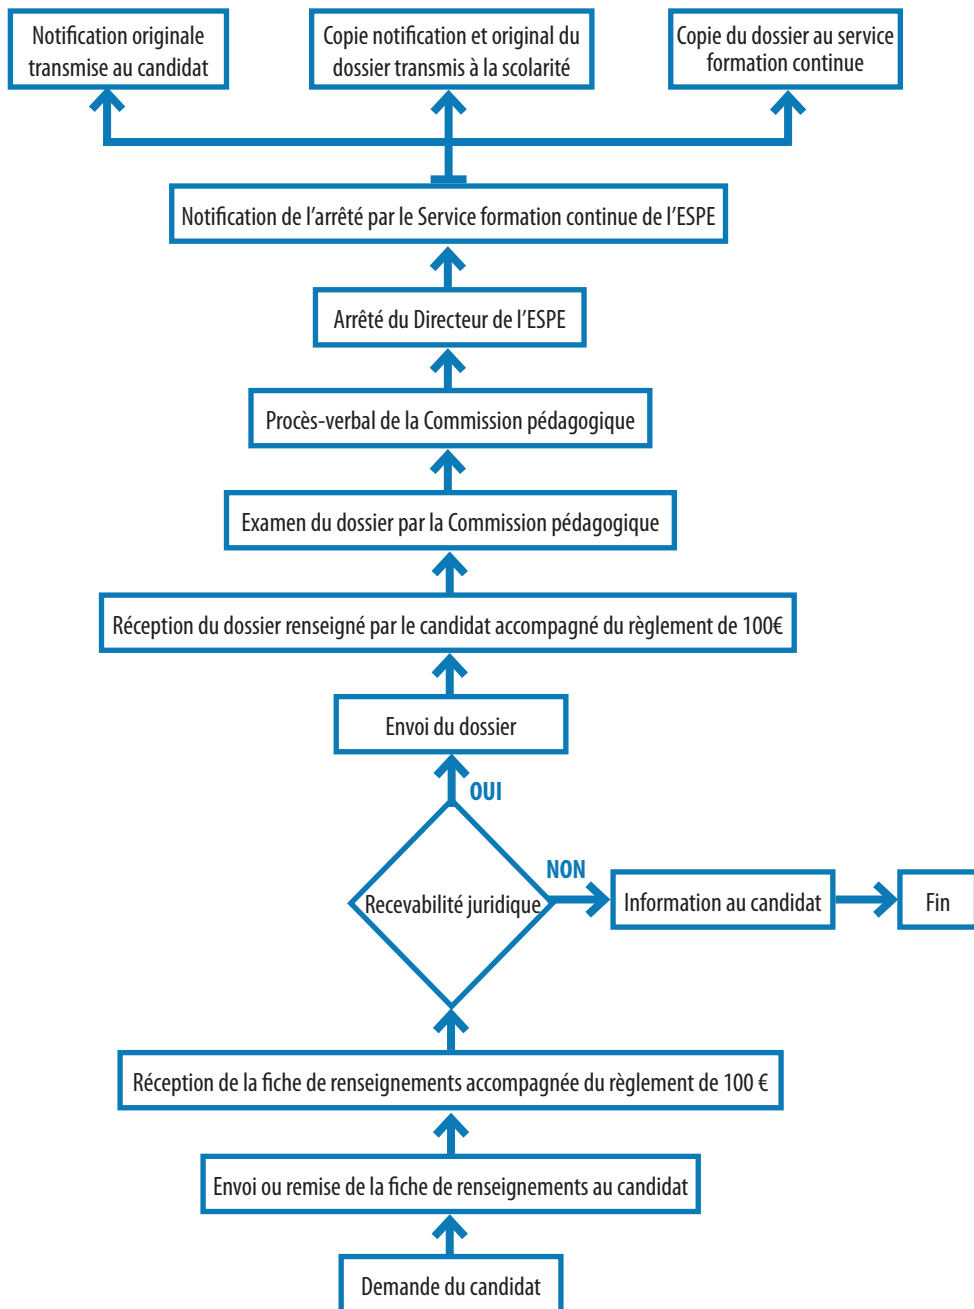 Notification originale
transmise au candidat
Copie notification et original du
dossier transmis à la scolarité
Copie du dossier au service
formation continue
Notification de l’arrêté par le Service formation continue de l’ESPE
Arrêté du Directeur de l’ESPE
Procès-verbal de la Commission pédagogique
Examen du dossier par la Commission pédagogique
Réception du dossier renseigné par le candidat accompagné du règlement de 100€
Envoi du dossier
OUI
NON
Recevabilité juridique
Information au candidat
Fin
Réception de la fiche de renseignements accompagnée du règlement de 100 €
Envoi ou remise de la fiche de renseignements au candidat
Demande du candidat